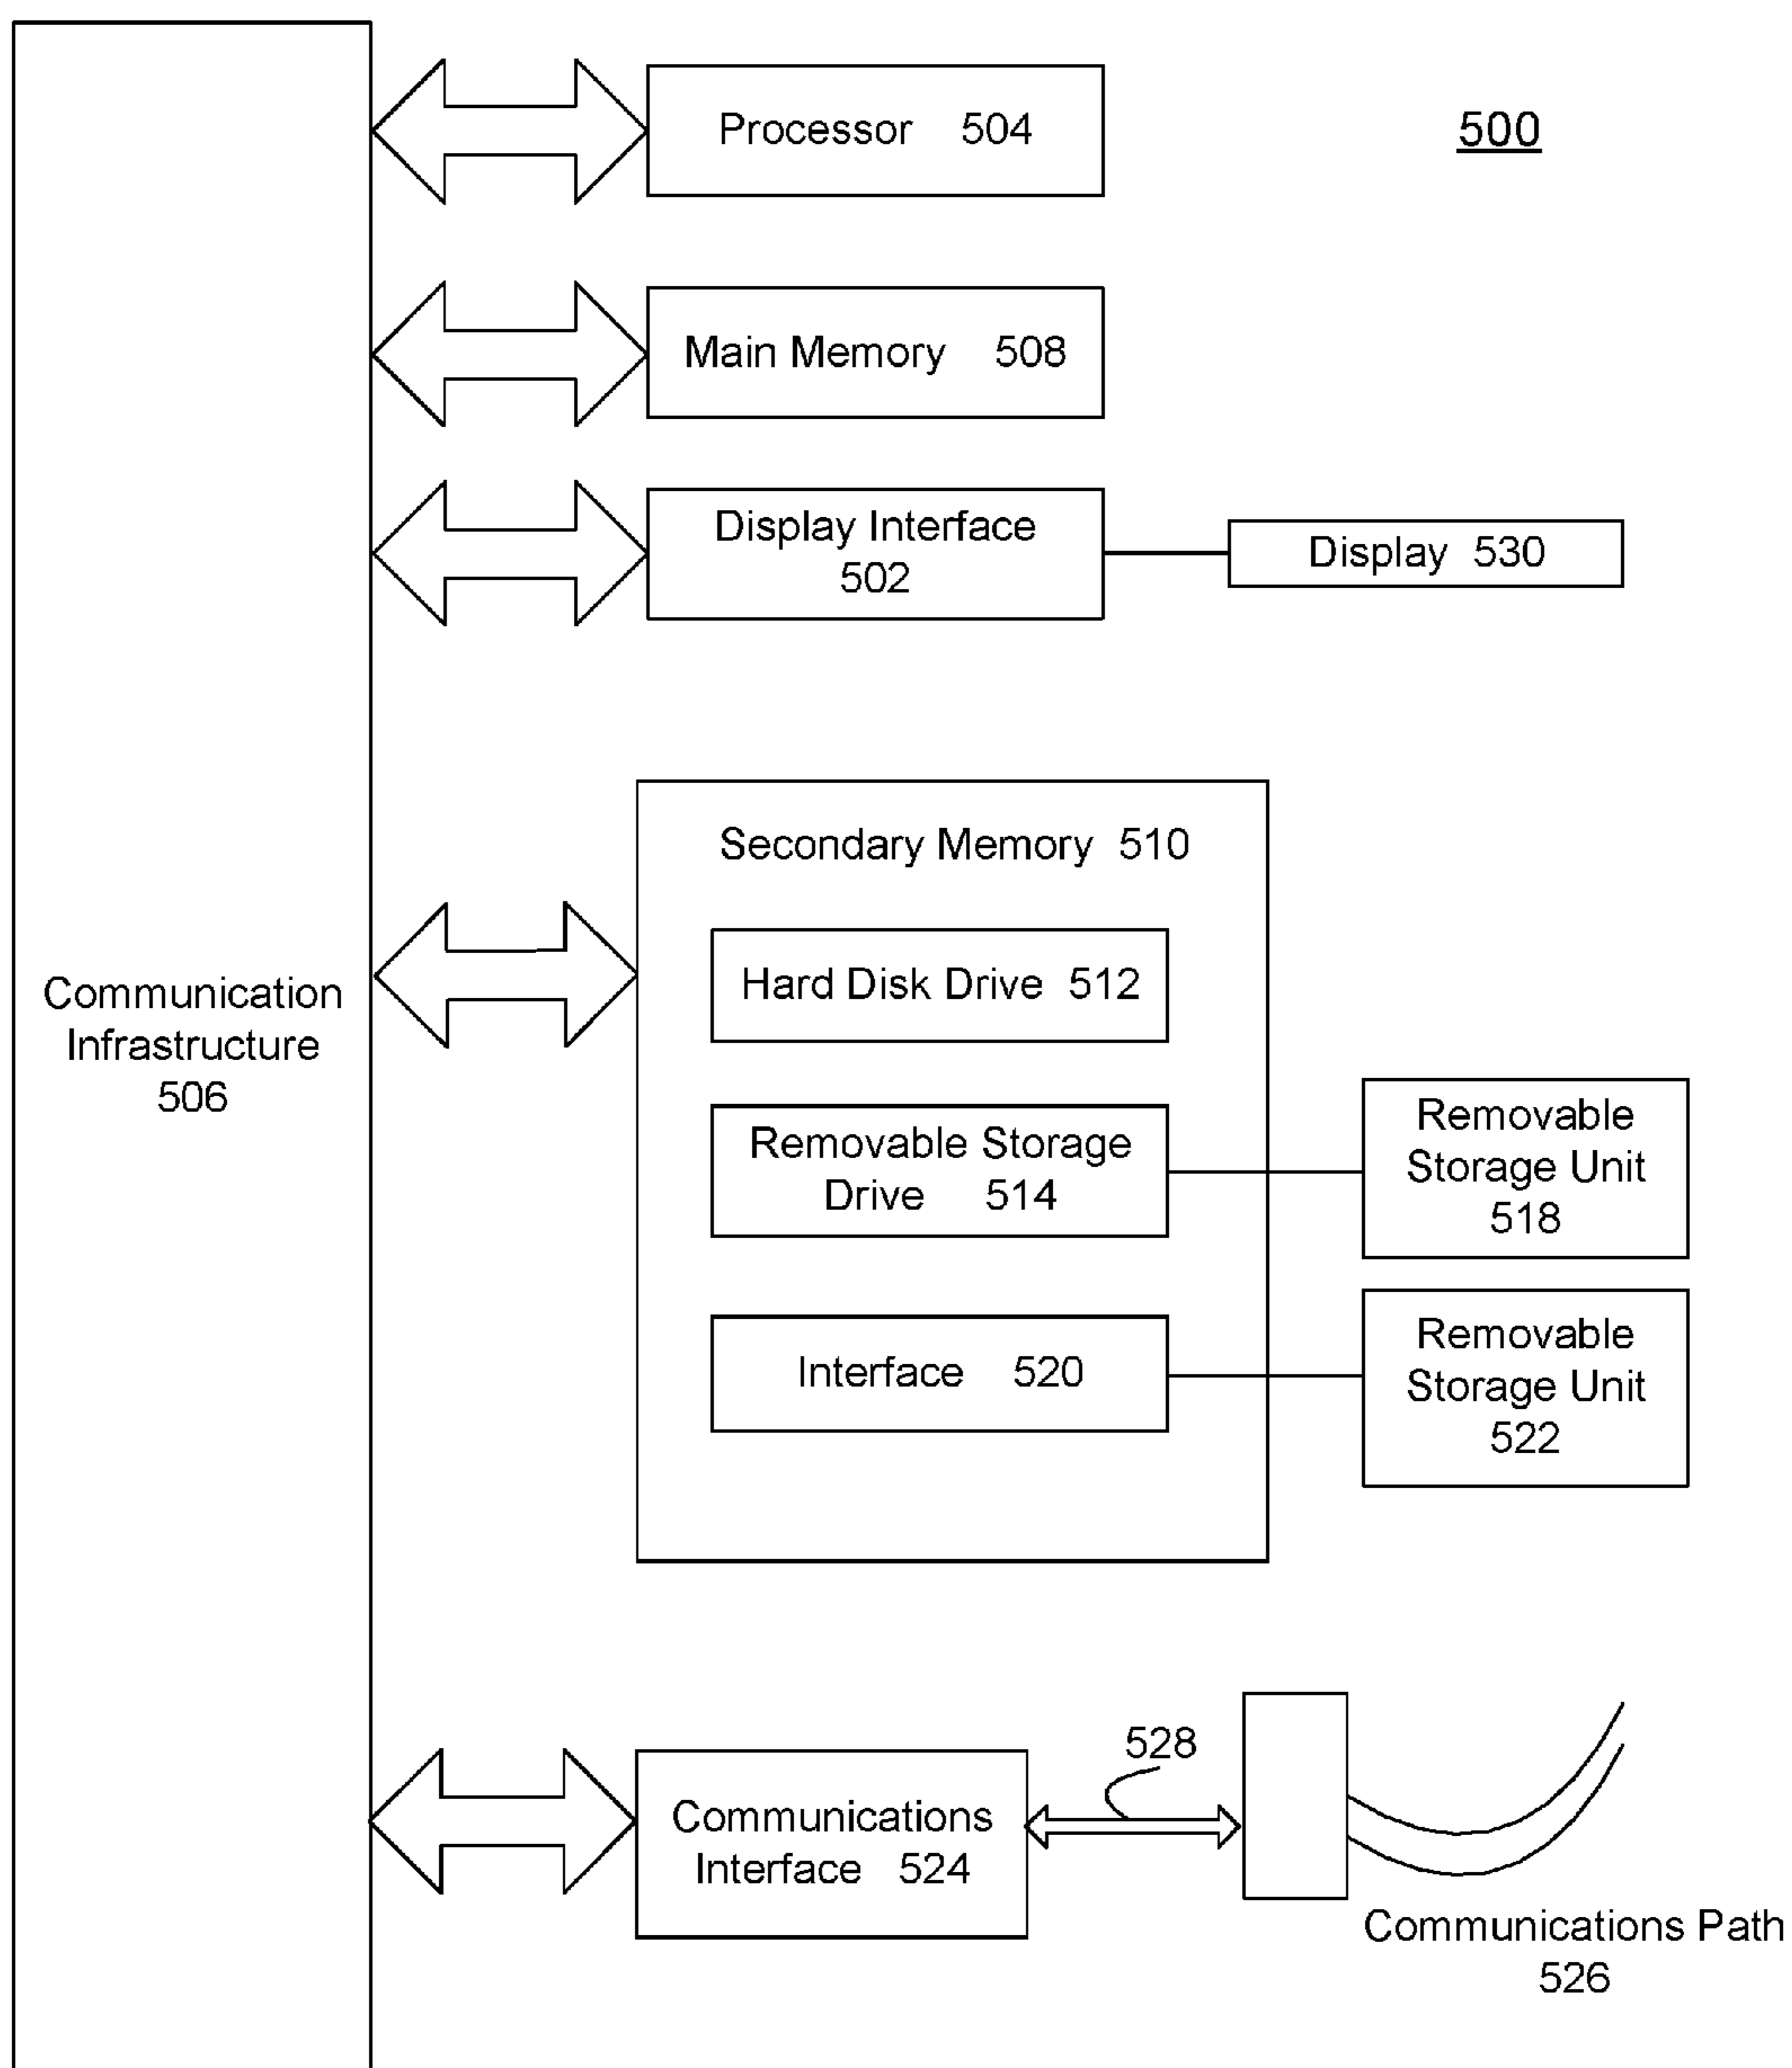 Processor 504
500
Main Memory 508
Display Interface
502
Display 530
Secondary Memory 510
Hard Disk Drive 512
Communication
Infrastructure
506
Removable Storage
Drive 514
Removable
Storage Unit
518
Interface 520
Removable
Storage Unit
522
528
Communications
Interface 524
Communications Path
526